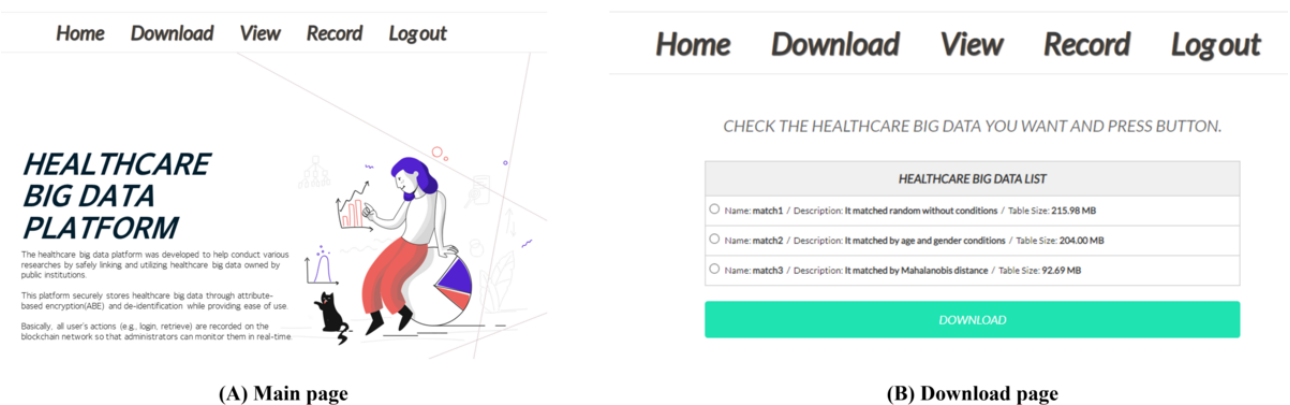 Home Download View Record Logout
HEALTHCARE
BIG DATA
PLATFORM
The healthcare big data platform was developed to help conduct various
researches by safely linking and utilizing healthcare big data owned by
public institutions.
This platform securely stores healthcare big data through attribute-
based encryption(ABE) and de-identification while providing ease of use.
Basically, all user's actions (e.g., login, retrieve) are recorded on the
blockchain network so that administrators can monitor them in real-time.
(A) Main page
Home Download View Record Logout
CHECK THE HEALTHCARE BIG DATA YOU WANT AND PRESS BUTTON.
HEALTHCARE BIG DATA LIST
Name: match1 / Description: It matched random without conditions / Table Size: 215.98 MB
Name: match2 / Description: It matched by age and gender conditions / Table Size: 204.00 MB
Name: match3 / Description: It matched by Mahalanobis distance / Table Size: 92.69 MB
DOWNLOAD
(B) Download page